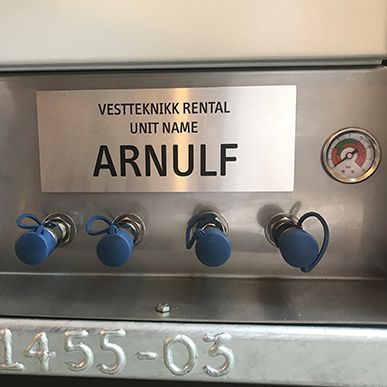 VESTTEKNIKK RENTAL
UNIT NAME
ARNULF
1455-03